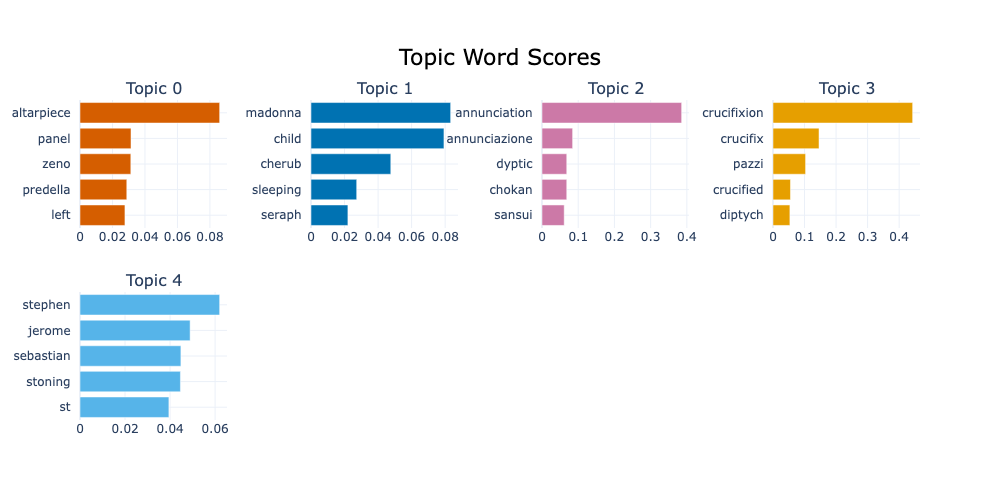 Topic Word Scores
Topic 0
altarpiece
panel
zeno
predella
left
0 0.02 0.04 0.06 0.08
Topic 1
madonna
child
cherub
sleeping
seraph
0 0.02 0.04 0.06 0.08
Topic 2
annunciation
annunciazione
dyptic
chokan
sansui
0 0.1 0.2 0.3 0.4
Topic 3
crucifixion
crucifix
pazzi
crucified
diptych
0 0.1 0.2 0.3 0.4
Topic 4
stephen
jerome
sebastian
stoning
st
0 0.02 0.04 0.06